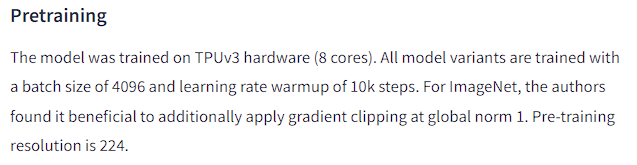 Pretraining
The model was trained on TPUv3 hardware (8 cores). All model variants are trained with
a batch size of 4096 and learning rate warmup of 10k steps. For ImageNet, the authors
found it beneficial to additionally apply gradient clipping at global norm 1. Pre-training
resolution is 224.